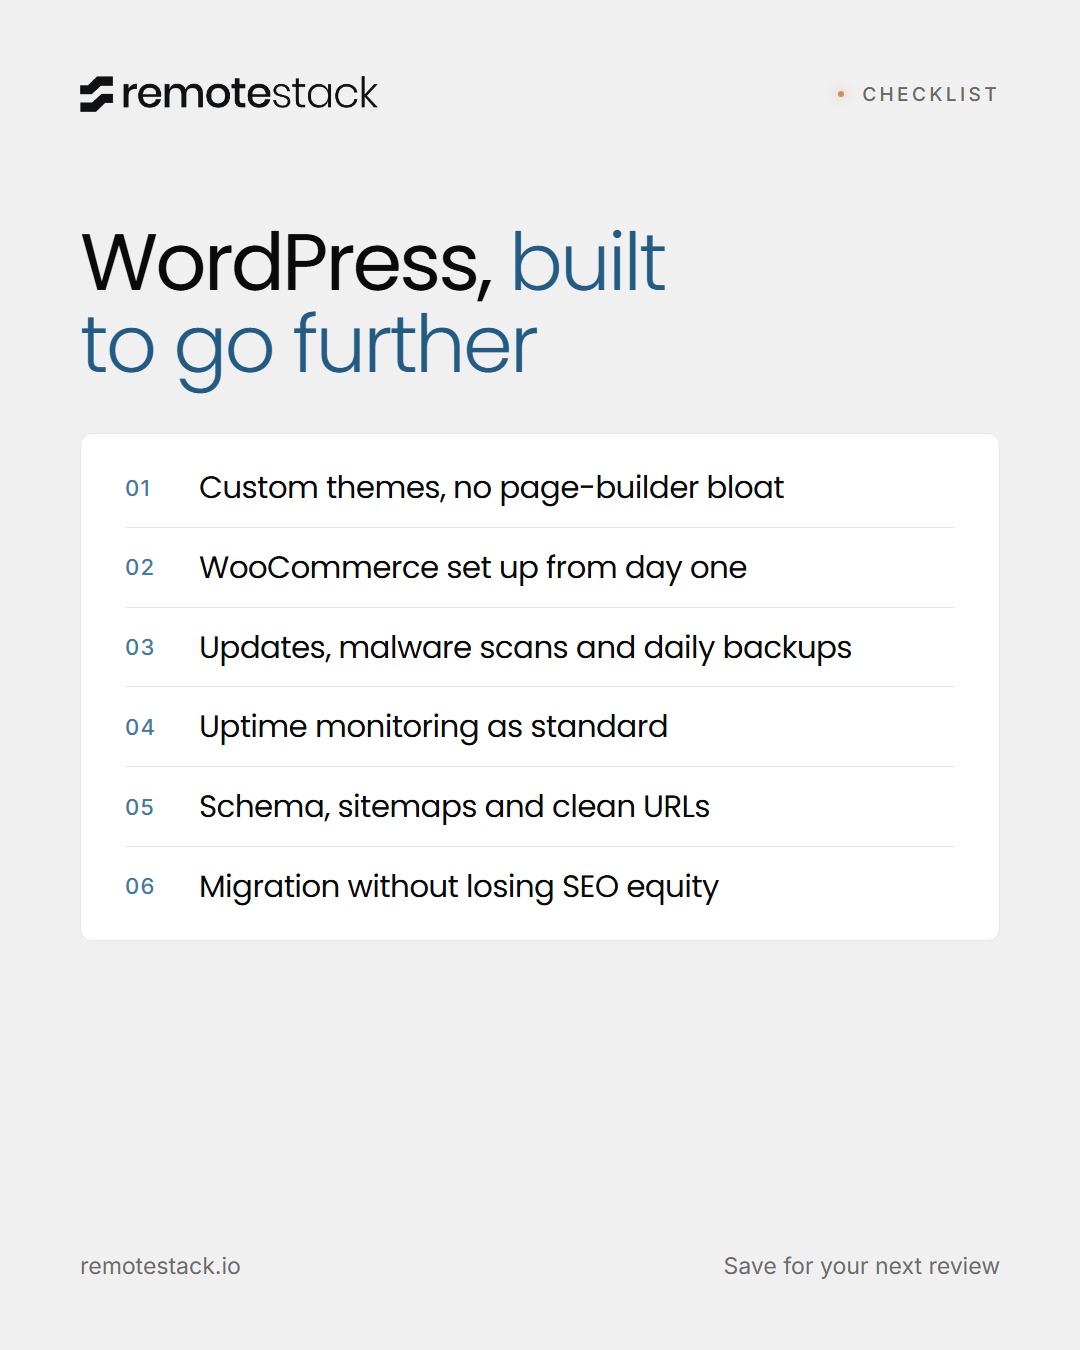 remotestack
CHECKLIST
WordPress, built
to go further
01 Custom themes, no page-builder bloat
02 WooCommerce set up from day one
03 Updates, malware scans and daily backups
04 Uptime monitoring as standard
05 Schema, sitemaps and clean URLs
06 Migration without losing SEO equity
remotestack.io
Save for your next review